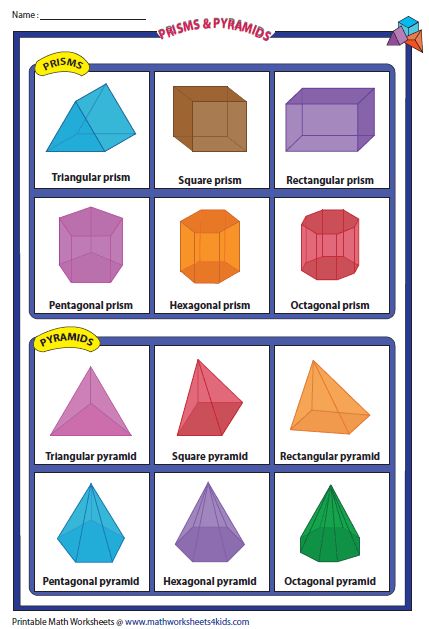 Name :
PRISMS & PYRAMIDS
PRISMS
Triangular prism
Square prism
Rectangular prism
Pentagonal prism
Hexagonal prism
Octagonal prism
PYRAMIDS
Triangular pyramid
Square pyramid
Rectangular pyramid
Pentagonal pyramid
Hexagonal pyramid
Octagonal pyramid
Printable Math Worksheets @ www.mathworksheets4kids.com